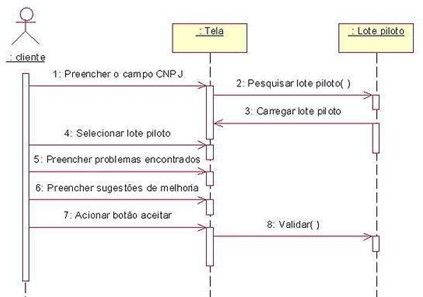 : Tela
: Lote piloto
: cliente
1: Preencher o campo CNPJ
2: Pesquisar lote piloto( )
3: Carregar lote piloto
4: Selecionar lote piloto
5: Preencher problemas encontrados
6: Preencher sugestões de melhoria
7: Acionar botão aceitar
8: Validar( )